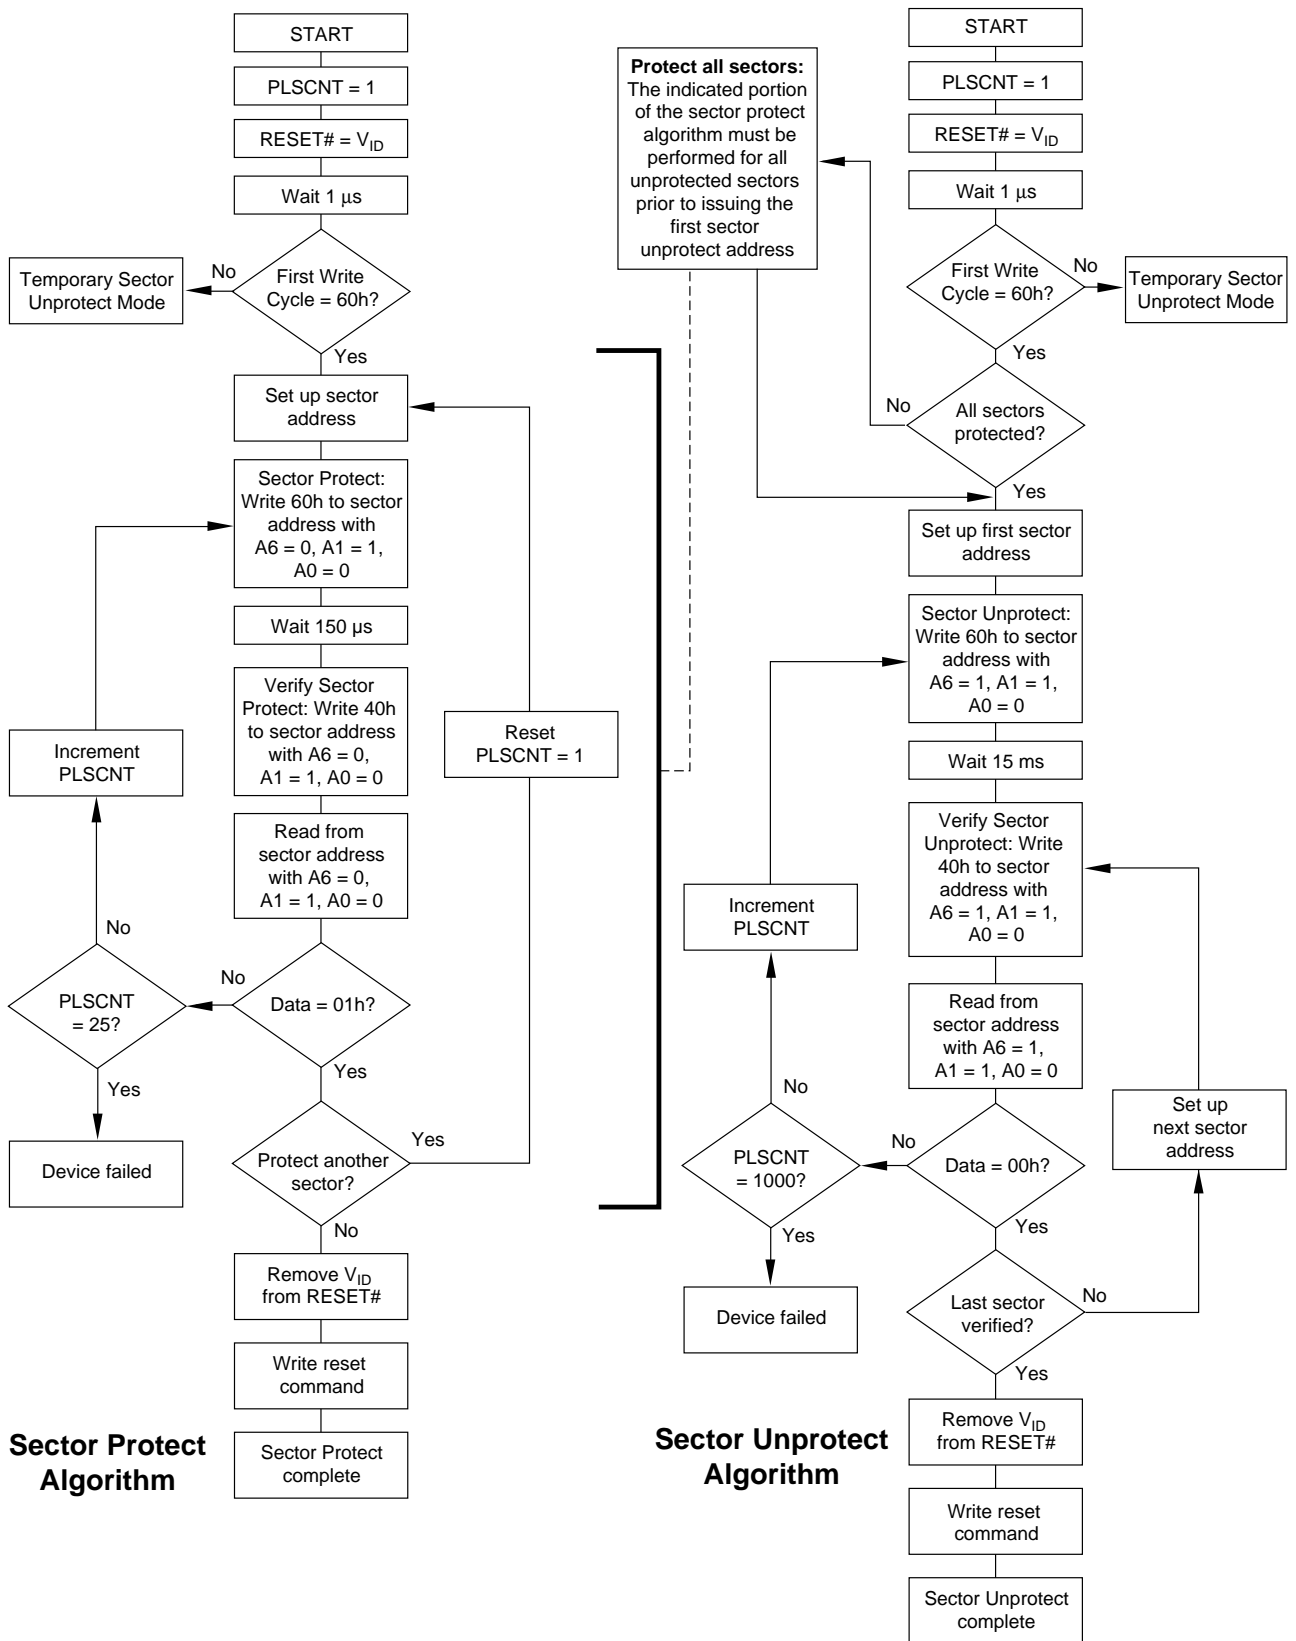 START
PLSCNT = 1
RESET# = VID
Wait 1 μs
First Write
Cycle = 60h?
No
Temporary Sector
Unprotect Mode
Yes
Set up sector
address
Sector Protect:
Write 60h to sector
address with
A6 = 0, A1 = 1,
A0 = 0
Wait 150 μs
Verify Sector
Protect: Write 40h
to sector address
with A6 = 0,
A1 = 1, A0 = 0
Reset
PLSCNT = 1
Increment
PLSCNT
Read from
sector address
with A6 = 0,
A1 = 1, A0 = 0
No
No
PLSCNT
= 25?
Data = 01h?
Yes
Yes
Device failed
Protect another
sector?
Yes
No
Remove VID
from RESET#
Write reset
command
Sector Protect
complete
Sector Protect
Algorithm
Protect all sectors:
The indicated portion
of the sector protect
algorithm must be
performed for all
unprotected sectors
prior to issuing the
first sector
unprotect address
START
PLSCNT = 1
RESET# = VID
Wait 1 μs
First Write
Cycle = 60h?
No
Temporary Sector
Unprotect Mode
Yes
No
All sectors
protected?
Yes
Set up first sector
address
Sector Unprotect:
Write 60h to sector
address with
A6 = 1, A1 = 1,
A0 = 0
Wait 15 ms
Verify Sector
Unprotect: Write
40h to sector
address with
A6 = 1, A1 = 1,
A0 = 0
Increment
PLSCNT
Read from
sector address
with A6 = 1,
A1 = 1, A0 = 0
No
No
PLSCNT
= 1000?
Data = 00h?
Set up
next sector
address
Yes
Yes
Device failed
Last sector
verified?
No
Yes
Remove VID
from RESET#
Write reset
command
Sector Unprotect
complete
Sector Unprotect
Algorithm